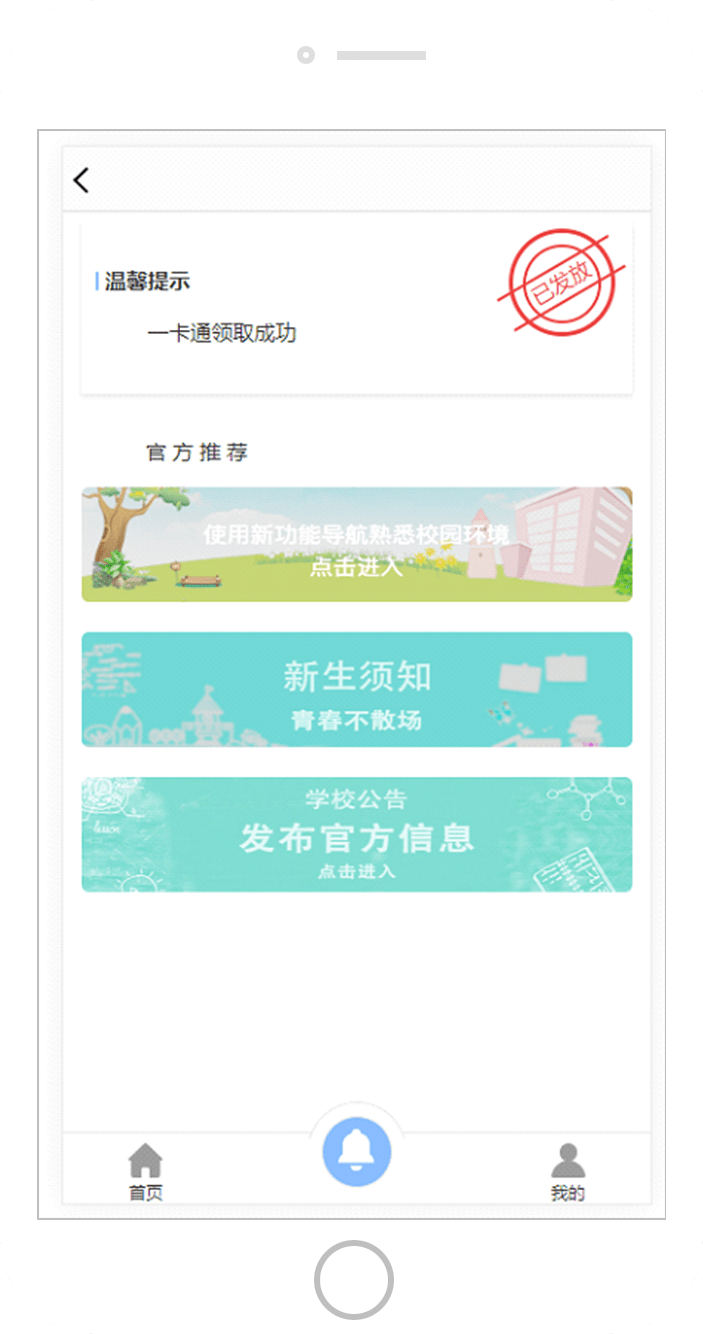 温馨提示
已发放
一卡通领取成功
官方推荐
使用新功能导航熟悉校园环境
点击进入
新生须知
青春不散场
学校公告
发布官方信息
点击进入
首页
我的